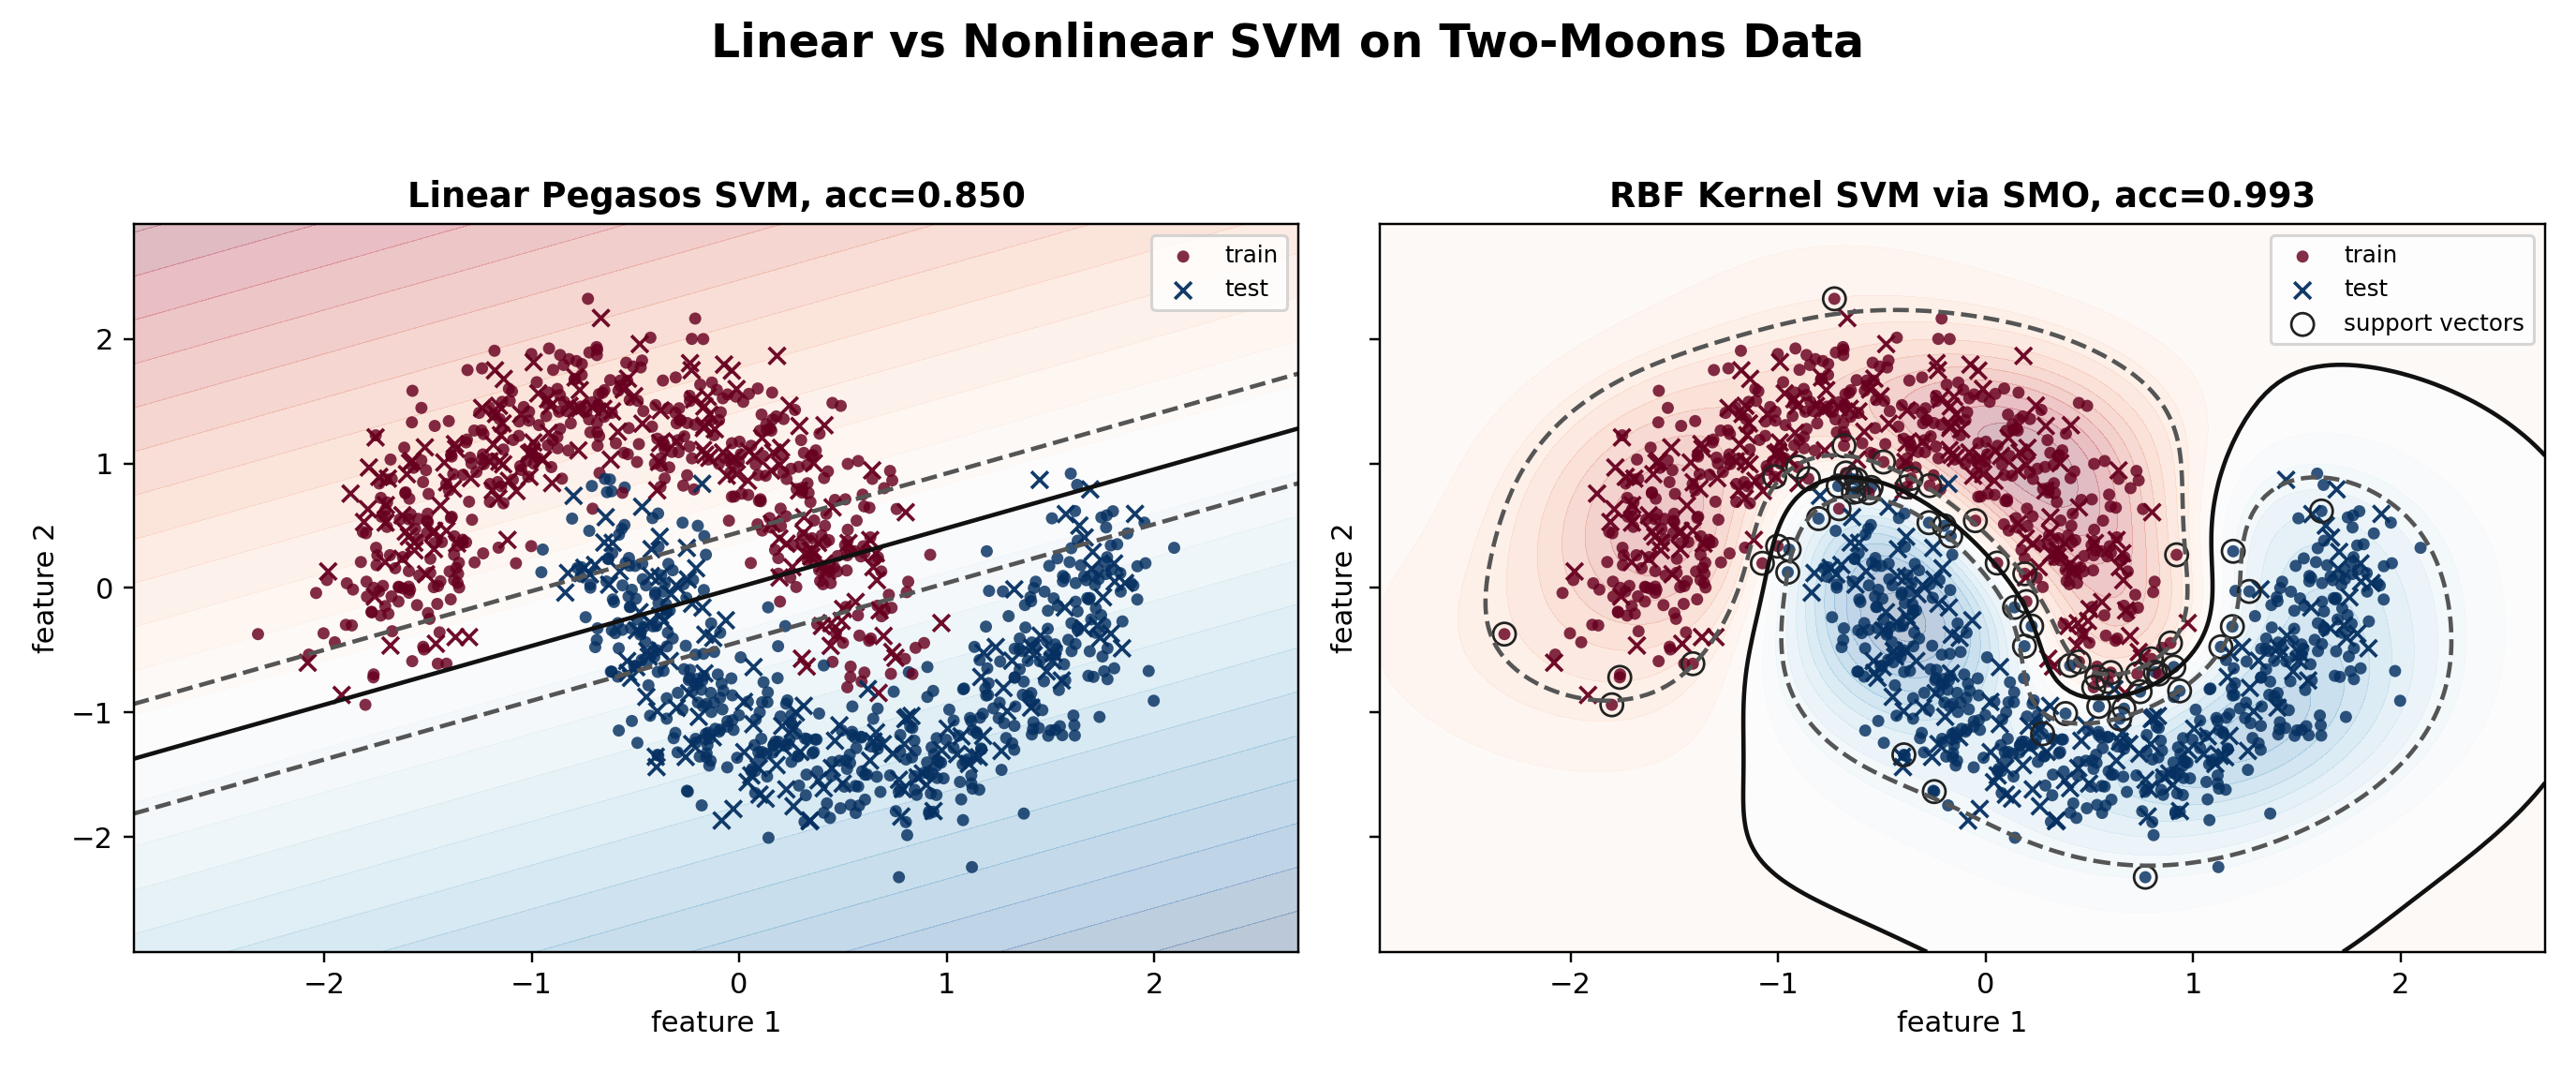 Linear vs Nonlinear SVM on Two-Moons Data
Linear Pegasos SVM, acc=0.850
train
test
2
1
0
−1
−2
feature 2
−2
−1
0
1
2
feature 1
RBF Kernel SVM via SMO, acc=0.993
train
test
support vectors
feature 2
−2
−1
0
1
2
feature 1